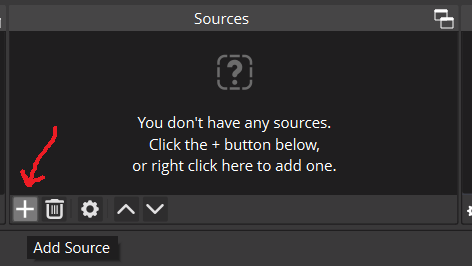 Sources
You don't have any sources.
Click the + button below,
or right click here to add one.
Add Source